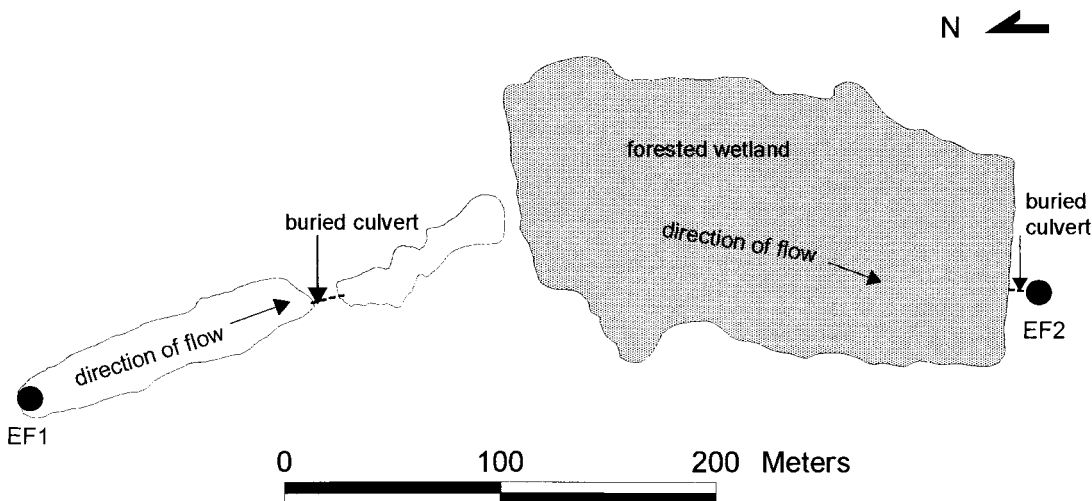 N
forested wetland
buried
culvert
buried culvert
direction of flow
direction of flow
EF2
EF1
0 100 200 Meters